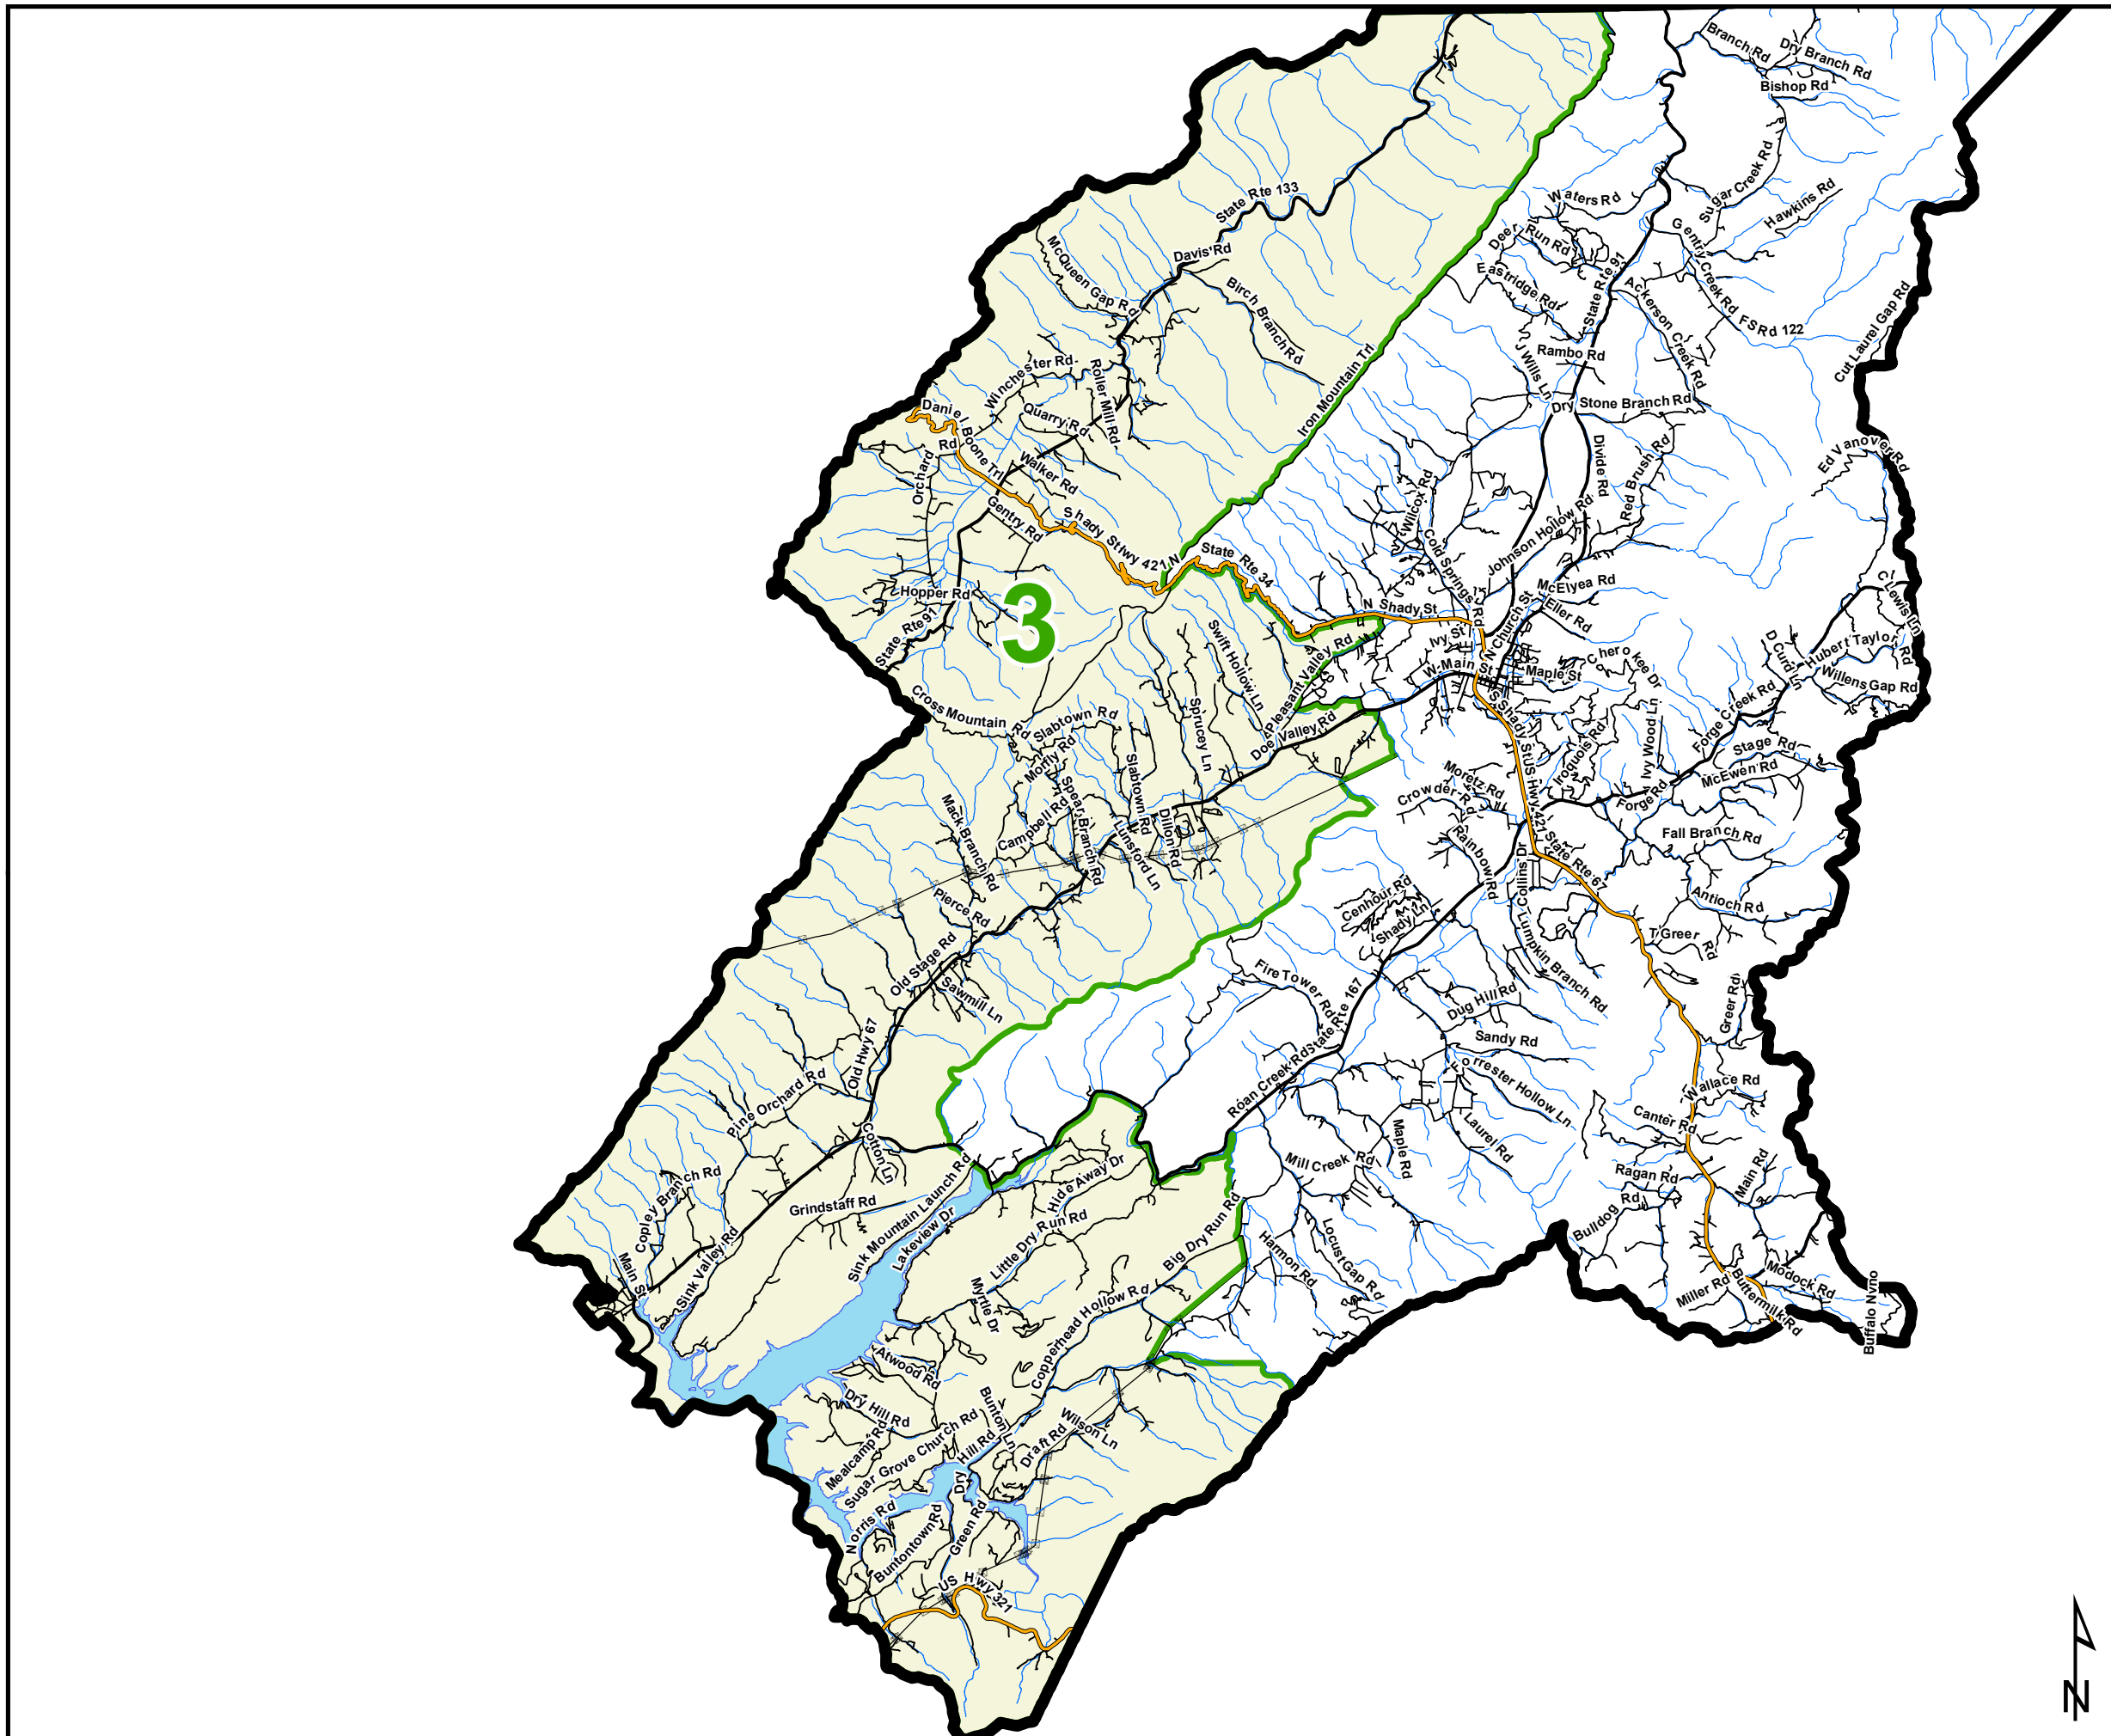 Branch Rd
Dry Branch Rd
Bishop Rd
Sugar Creek Rd
Hawkins Rd
Waters Rd
State Rte 133
Deer Run Rd
Gentry Creek Rd
FS Rd 122
Davis Rd
McQueen Gap Rd
Birch Branch Rd
Eastridge Rd
State Rte 91
Ackerson Creek Rd
Cut Laurel Gap Rd
Iron Mountain Trl
Rambo Rd
J Wills Ln
Winchester Rd
Roller Mill Rd
Quarry Rd
Dry Stone Branch Rd
Daniel Boone Trl
Orchard Rd
Walker Rd
Gentry Rd
Divide Rd
Red Brush Rd
Ed Vanover Rd
Wilcox Rd
Cold Springs Rd
Johnson Hollow Rd
Shady St
Hwy 421 N
State Rte 34
McElyea Rd
Eller Rd
Hopper Rd
State Rte 91
3
N Shady St
N Church St
C Lewis Ln
Ivy St
W Main St
Maple St
Cherokee Dr
D Curd Ln
Hubert Taylor Rd
Willens Gap Rd
Swift Hollow Ln
Pleasant Valley Rd
Doe Valley Rd
Sprucey Ln
Cross Mountain Rd
Slabtown Rd
Morfly Rd
Slabtown Rd
S Shady St
US Hwy 421
Iroquois Rd
Ivy Wood Ln
Forge Creek Rd
Stage Rd
McEwen Rd
Forge Rd
Moretz Rd
Crowder Rd
Rainbow Rd
Spear Branch Rd
Campbell Rd
Mack Branch Rd
Lunsford Ln
Dillon Rd
Fall Branch Rd
State Rte 67
Collins Dr
Antioch Rd
Cenhour Rd
Shady Ln
Lumpkin Branch Rd
T Greer Rd
Pierce Rd
Old Stage Rd
Sawmill Ln
Fire Tower Rd
State Rte 167
Dug Hill Rd
Greer Rd
Sandy Rd
Old Hwy 67
Pine Orchard Rd
Roan Creek Rd
Forrester Hollow Ln
Wallace Rd
Canter Rd
Laurel Rd
Maple Rd
Cotton Ln
Mill Creek Rd
Ragan Rd
Main Rd
Bulldog Rd
Copley Branch Rd
Grindstaff Rd
Sink Mountain Launch Rd
Lakeview Dr
Hide Away Dr
Little Dry Run Rd
Big Dry Run Rd
Harmon Rd
Locust Gap Rd
Main St
Sink Valley Rd
Myrtle Dr
Copperhead Hollow Rd
Miller Rd
Buttermilk Rd
Modock Rd
Buffalo Nvno
Atwood Rd
Dry Hill Rd
Mealcamp Rd
Sugar Grove Church Rd
Bunton Ln
Dry Hill Rd
Draft Rd
Wilson Ln
Norris Rd
Buntontown Rd
Green Rd
US Hwy 321
N